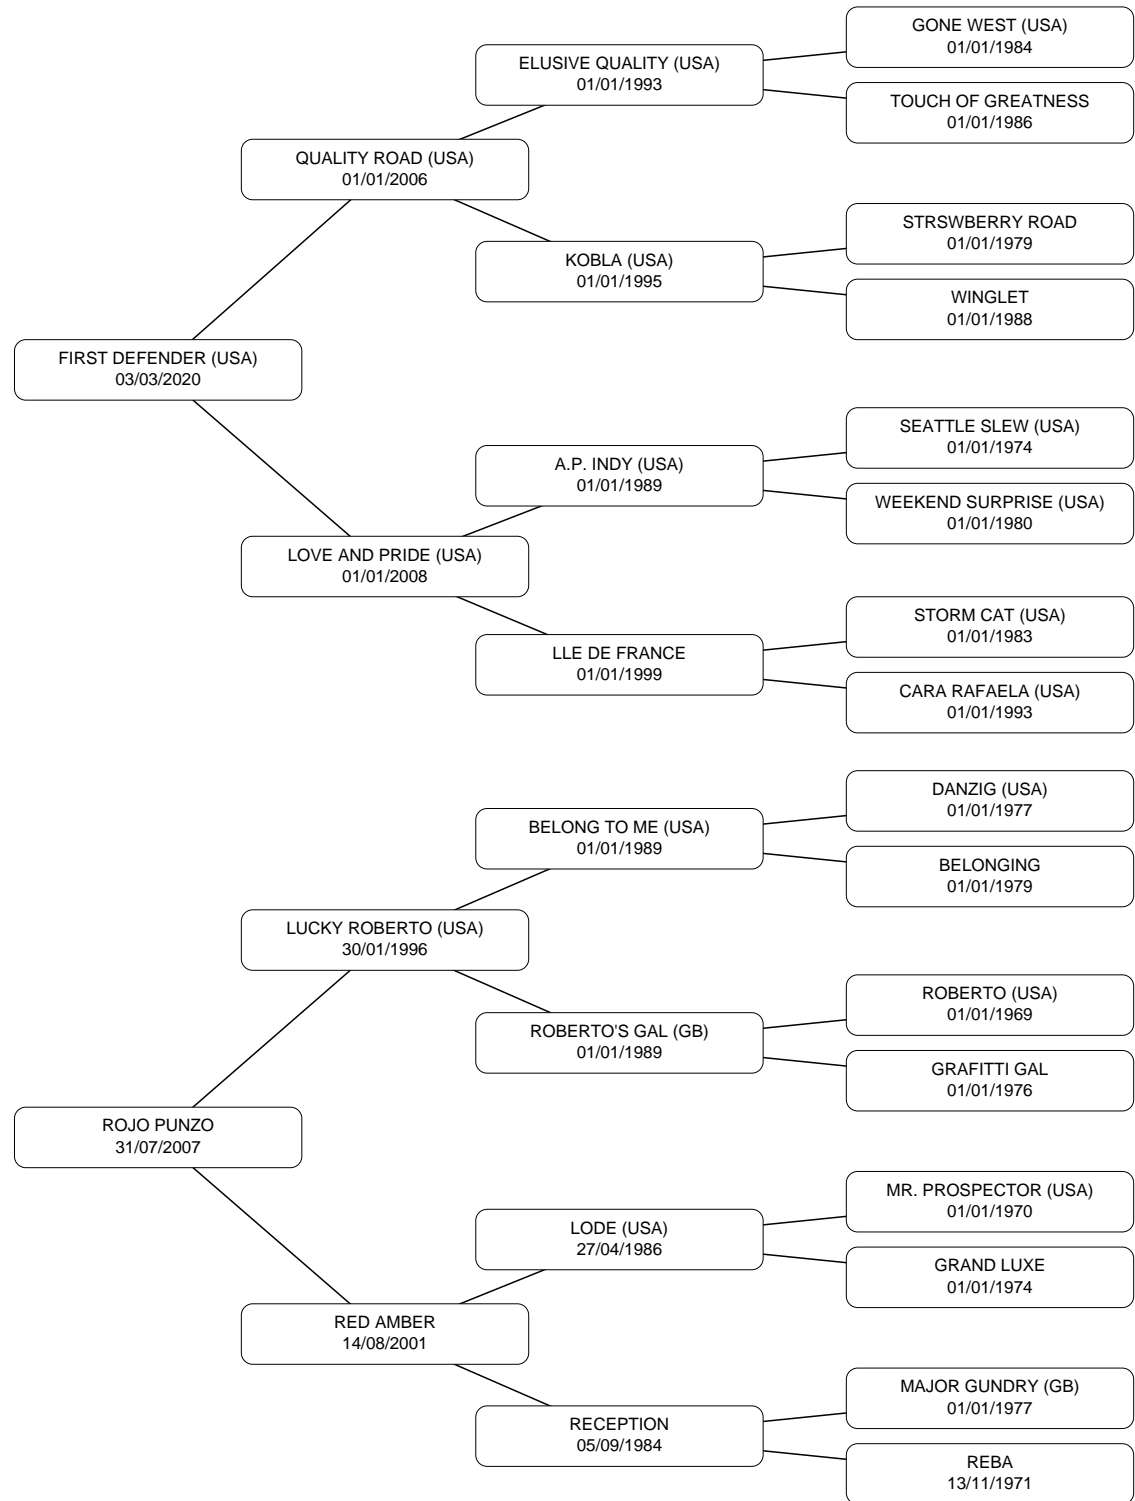 GONE WEST (USA)
01/01/1984
ELUSIVE QUALITY (USA)
01/01/1993
TOUCH OF GREATNESS
01/01/1986
QUALITY ROAD (USA)
01/01/2006
STRSWBERRY ROAD
01/01/1979
KOBLA (USA)
01/01/1995
WINGLET
01/01/1988
FIRST DEFENDER (USA)
03/03/2020
SEATTLE SLEW (USA)
01/01/1974
A.P. INDY (USA)
01/01/1989
WEEKEND SURPRISE (USA)
01/01/1980
LOVE AND PRIDE (USA)
01/01/2008
STORM CAT (USA)
01/01/1983
LLE DE FRANCE
01/01/1999
CARA RAFAELA (USA)
01/01/1993
DANZIG (USA)
01/01/1977
BELONG TO ME (USA)
01/01/1989
BELONGING
01/01/1979
LUCKY ROBERTO (USA)
30/01/1996
ROBERTO (USA)
01/01/1969
ROBERTO'S GAL (GB)
01/01/1989
GRAFITTI GAL
01/01/1976
ROJO PUNZO
31/07/2007
MR. PROSPECTOR (USA)
01/01/1970
LODE (USA)
27/04/1986
GRAND LUXE
01/01/1974
RED AMBER
14/08/2001
MAJOR GUNDRY (GB)
01/01/1977
RECEPTION
05/09/1984
REBA
13/11/1971